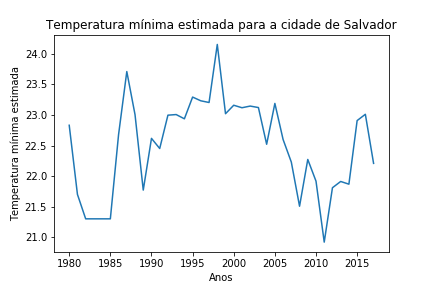 Temperatura mínima estimada para a cidade de Salvador
Temperatura mínima estimada
24.0
23.5
23.0
22.5
22.0
21.5
21.0
1980 1985 1990 1995 2000 2005 2010 2015
Anos